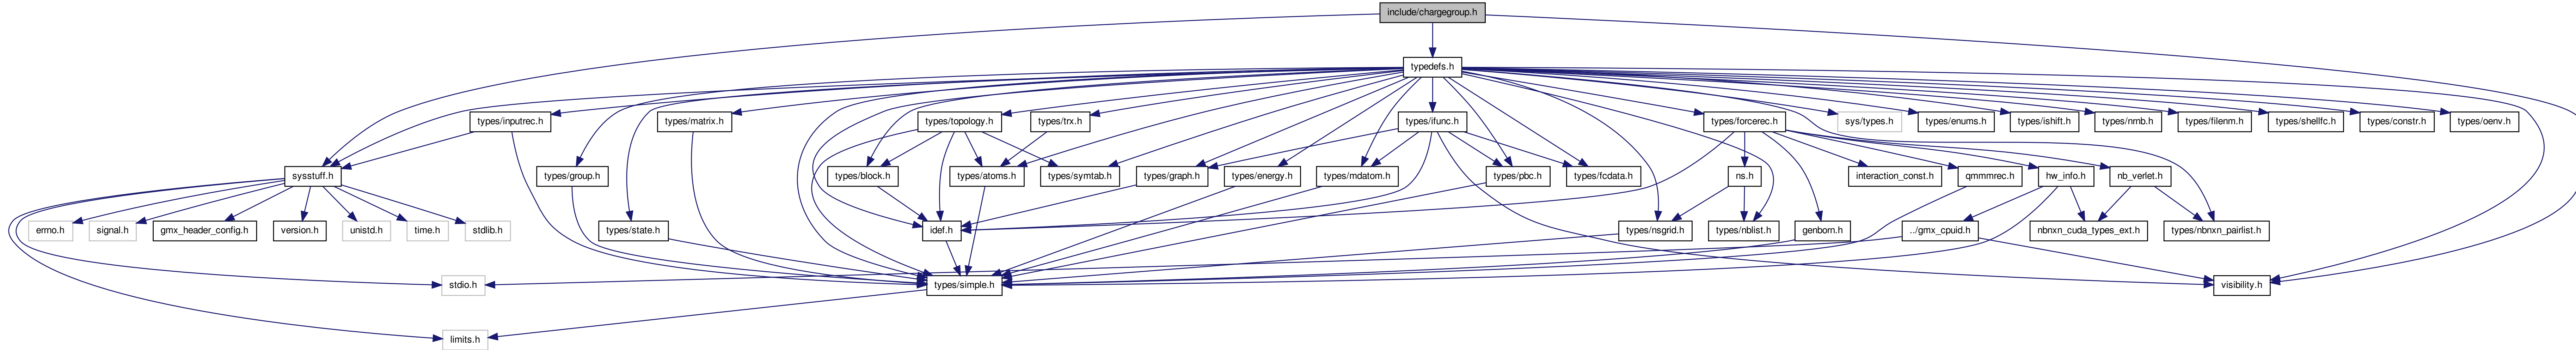 include/chargegroup.h
typedefs.h
types/inputrec.h
types/matrix.h
types/topology.h
types/trx.h
types/ifunc.h
types/forcerec.h
sys/types.h
types/enums.h
types/ishift.h
types/nrnb.h
types/filenm.h
types/shellfc.h
types/constr.h
types/oenv.h
sysstuff.h
types/group.h
types/block.h
types/atoms.h
types/symtab.h
types/graph.h
types/energy.h
types/mdatom.h
types/pbc.h
types/fcdata.h
ns.h
interaction_const.h
qmmmrec.h
hw_info.h
nb_verlet.h
errno.h
signal.h
gmx_header_config.h
version.h
unistd.h
time.h
stdlib.h
types/state.h
idef.h
types/nsgrid.h
types/nblist.h
genborn.h
../gmx_cpuid.h
nbnxn_cuda_types_ext.h
types/nbnxn_pairlist.h
stdio.h
types/simple.h
visibility.h
limits.h